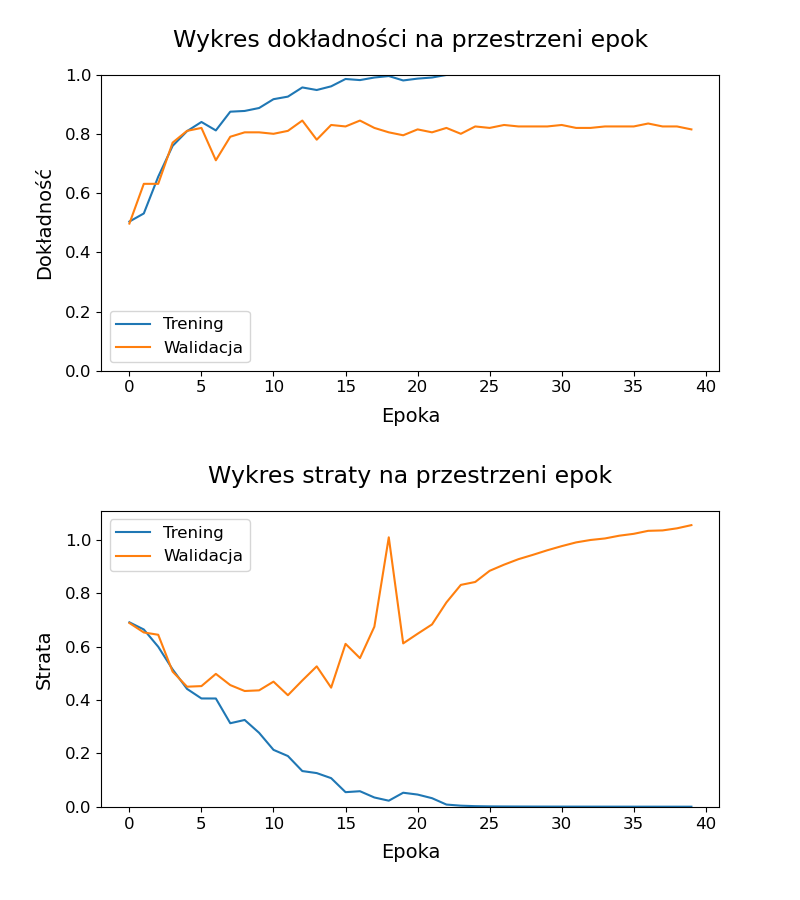 Wykres dokładności na przestrzeni epok
1.0
0.8
0.6
0.4
0.2
0.0
Dokładność
Trening
Walidacja
0 5 10 15 20 25 30 35 40
Epoka
Wykres straty na przestrzeni epok
1.0
0.8
0.6
0.4
0.2
0.0
Strata
Trening
Walidacja
0 5 10 15 20 25 30 35 40
Epoka